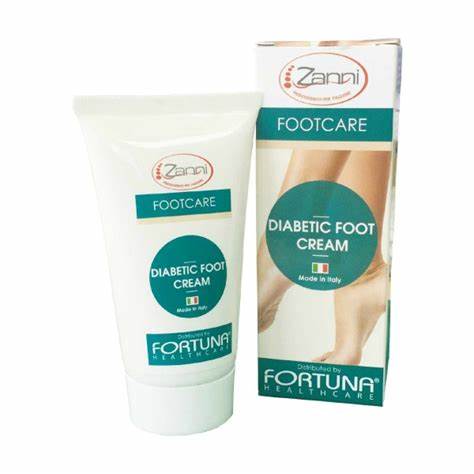 Zanni
FOOTCARE
DIABETIC FOOT
CREAM
Made in Italy
Distributed by
FORTUNA®
HEALTHCARE
Zanni
FOOTCARE
DIABETIC FOOT
CREAM
Made in Italy
Distributed by
FORTUNA®
HEALTHCARE